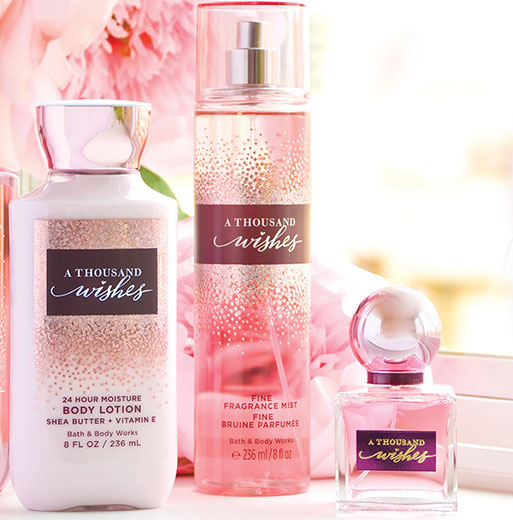 A THOUSAND
wishes
24 HOUR MOISTURE
BODY LOTION
SHEA BUTTER + VITAMIN E
Bath & Body Works
8 FL OZ / 236 mL
A THOUSAND
wishes
FINE
FRAGRANCE MIST
FINE
BRUINE PARFUMÉE
Bath & Body Works
℮ 236 ml/8 fl oz
A THOUSAND
wishes